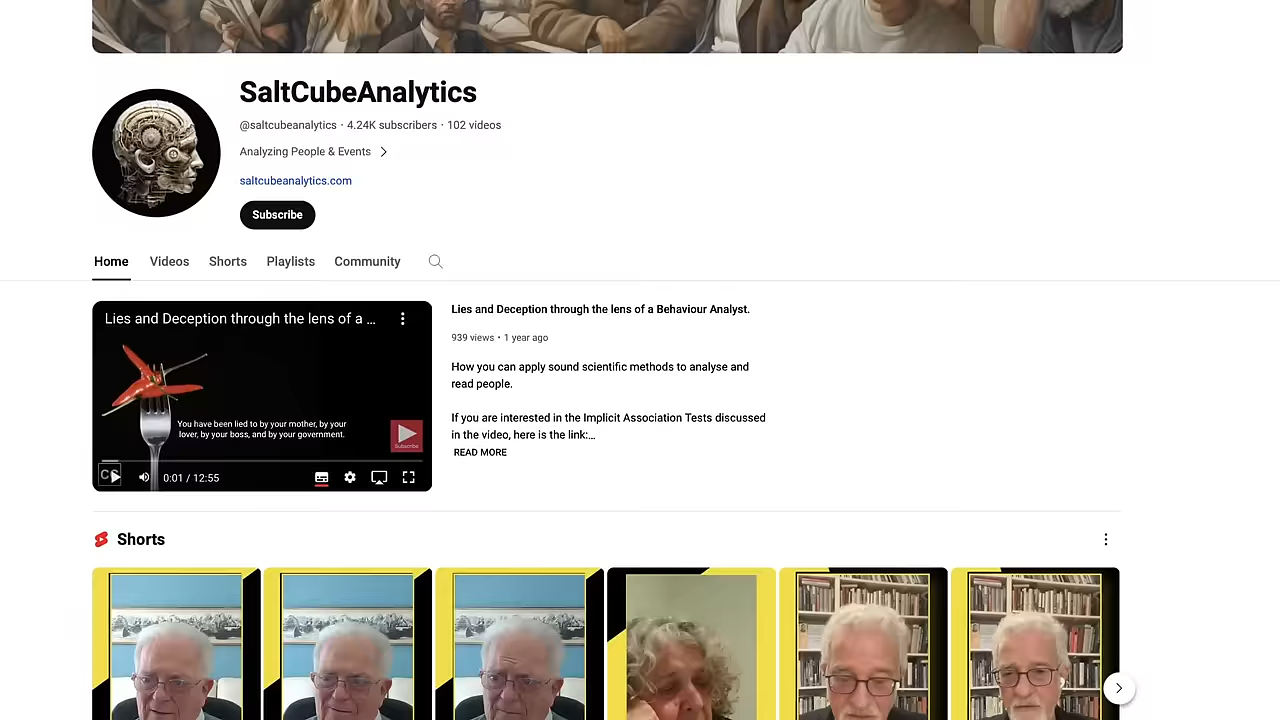 SaltCubeAnalytics
@saltcubeanalytics · 4.24K subscribers · 102 videos
Analyzing People & Events
saltcubeanalytics.com
Subscribe
Home Videos Shorts Playlists Community
Lies and Deception through the lens of a ...
You have been lied to by your mother, by your
lover, by your boss, and by your government.
Subscribe
0:01 / 12:55
Lies and Deception through the lens of a Behaviour Analyst.
939 views · 1 year ago
How you can apply sound scientific methods to analyse and
read people.
If you are interested in the Implicit Association Tests discussed
in the video, here is the link:...
READ MORE
Shorts